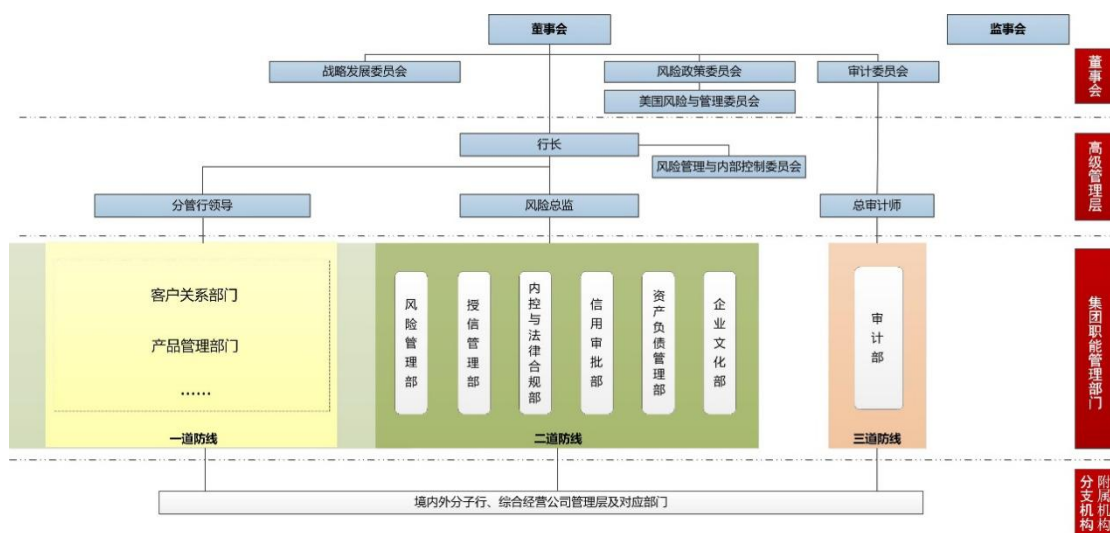 董事会
监事会
战略发展委员会
风险政策委员会
审计委员会
美国风险与管理委员会
董事会
行长
风险管理与内部控制委员会
分管行领导
风险总监
总审计师
高级管理层
客户关系部门
产品管理部门
……
一道防线
风险管理部
授信管理部
内控与法律合规部
信用审批部
资产负债管理部
企业文化部
二道防线
审计部
三道防线
集团职能管理部门
境内外分子行、综合经营公司管理层及对应部门
附属机构
分支机构